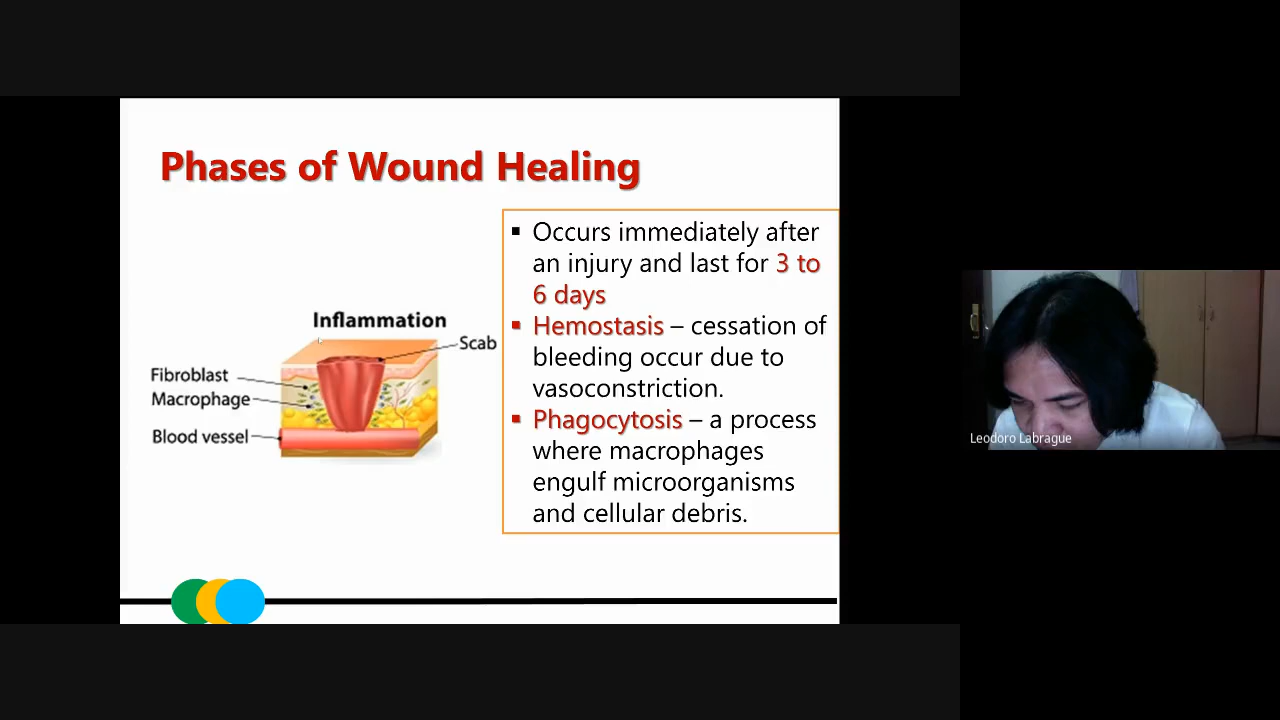 Phases of Wound Healing
Inflammation
Scab
Fibroblast
Macrophage
Blood vessel
▪ Occurs immediately after
an injury and last for 3 to
6 days
▪ Hemostasis – cessation of
bleeding occur due to
vasoconstriction.
▪ Phagocytosis – a process
where macrophages
engulf microorganisms
and cellular debris.
Leodoro Labrague